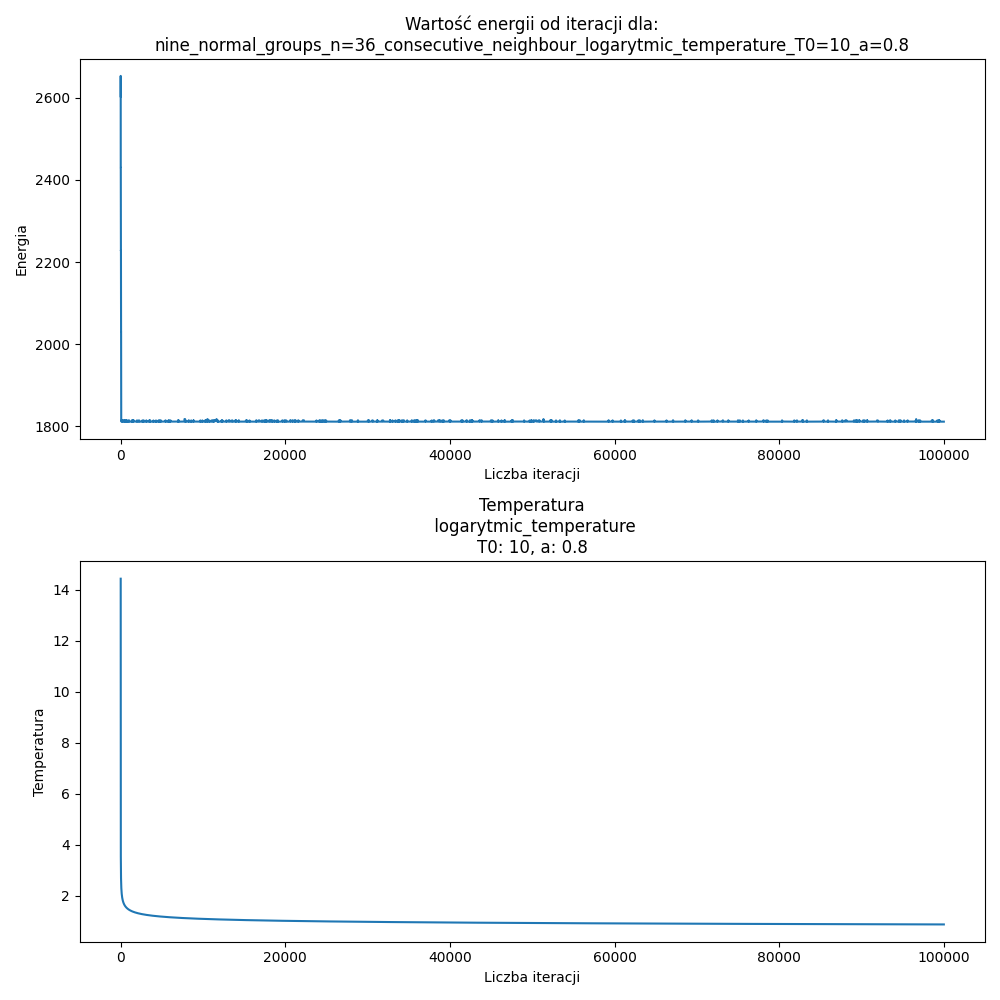 Wartość energii od iteracji dla:
nine_normal_groups_n=36_consecutive_neighbour_logarytmic_temperature_T0=10_a=0.8
2600
2400
2200
2000
1800
Energia
0 20000 40000 60000 80000 100000
Liczba iteracji
Temperatura
logarytmic_temperature
T0: 10, a: 0.8
14
12
10
8
6
4
2
Temperatura
0 20000 40000 60000 80000 100000
Liczba iteracji